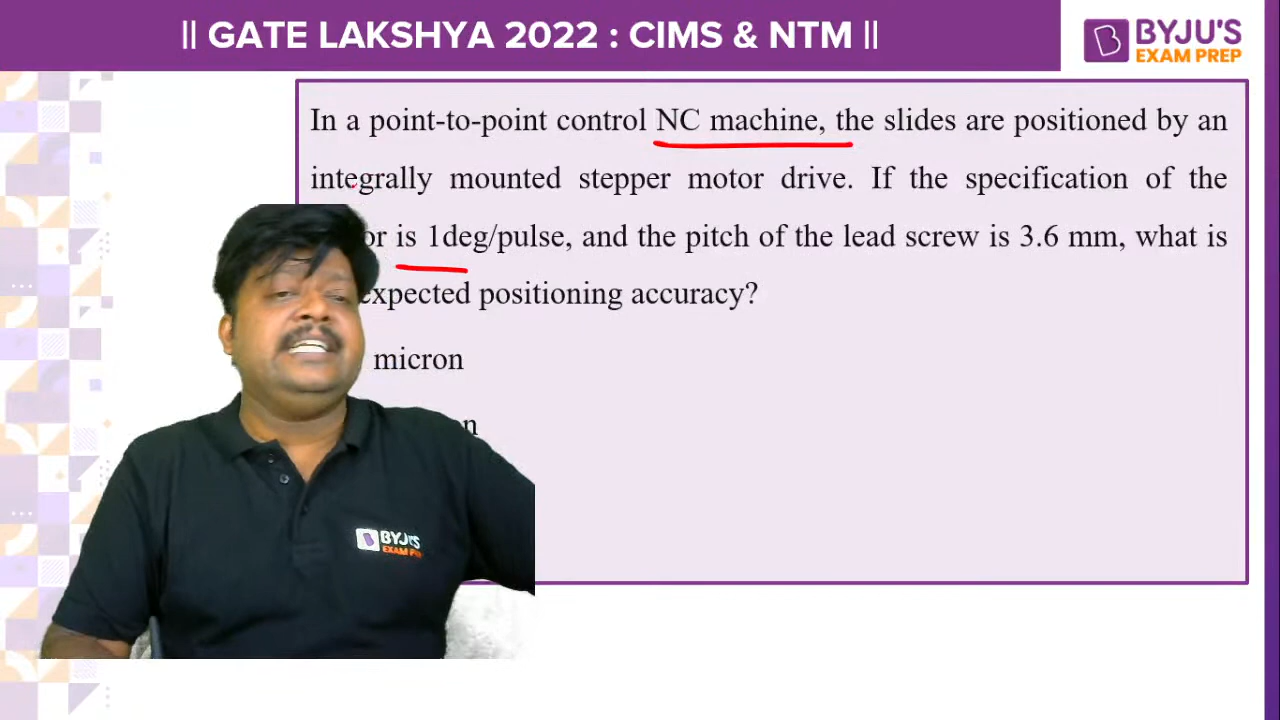 || GATE LAKSHYA 2022 : CIMS & NTM ||
BYJU'S
EXAM PREP
In a point-to-point control NC machine, the slides are positioned by an
integrally mounted stepper motor drive. If the specification of the
is 1deg/pulse, and the pitch of the lead screw is 3.6 mm, what is
expected positioning accuracy?
micron
BYJU'S
EXAM PREP